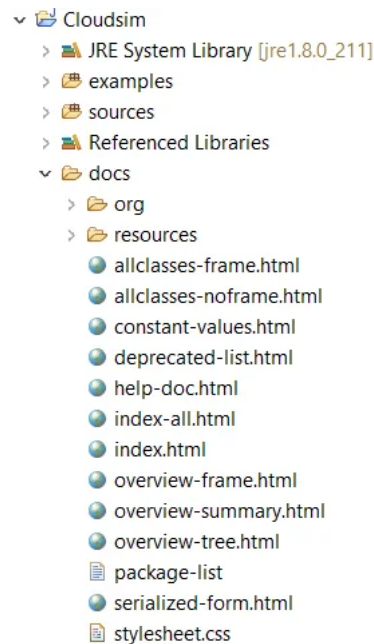 Cloudsim
JRE System Library [jre1.8.0_211]
examples
sources
Referenced Libraries
docs
org
resources
allclasses-frame.html
allclasses-noframe.html
constant-values.html
deprecated-list.html
help-doc.html
index-all.html
index.html
overview-frame.html
overview-summary.html
overview-tree.html
package-list
serialized-form.html
stylesheet.css